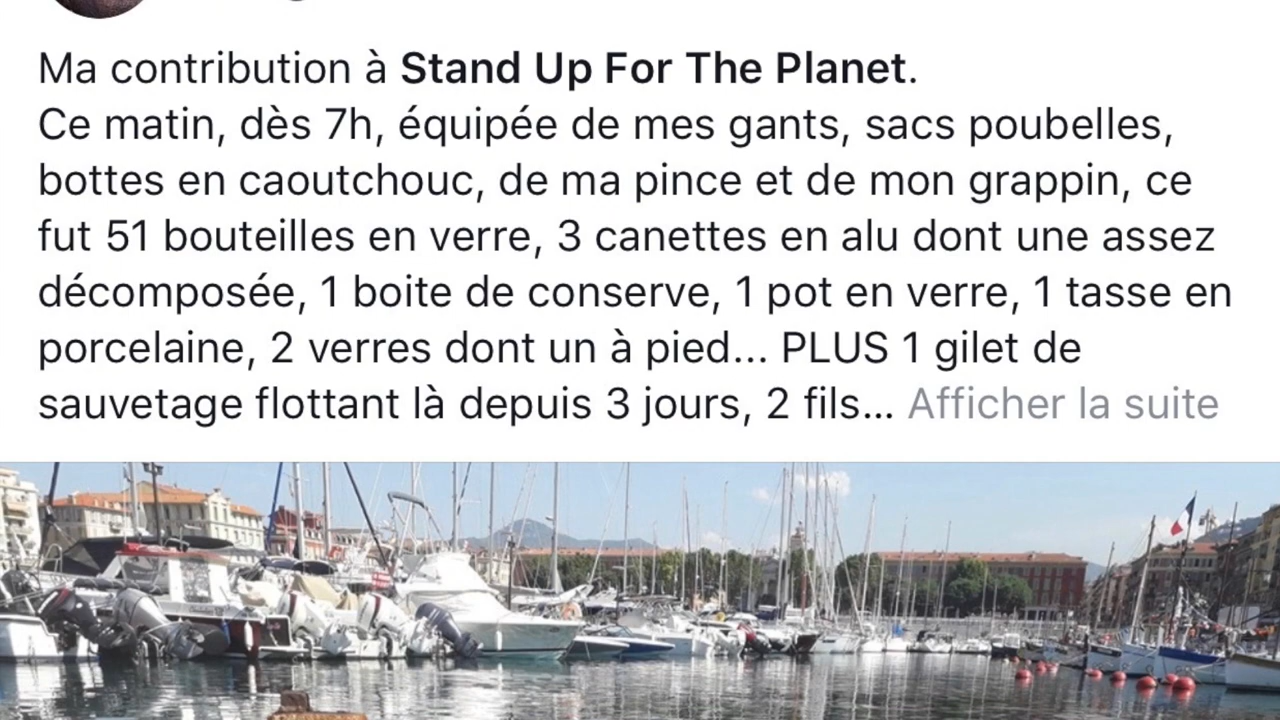 Ma contribution à Stand Up For The Planet.
Ce matin, dès 7h, équipée de mes gants, sacs poubelles,
bottes en caoutchouc, de ma pince et de mon grappin, ce
fut 51 bouteilles en verre, 3 canettes en alu dont une assez
décomposée, 1 boite de conserve, 1 pot en verre, 1 tasse en
porcelaine, 2 verres dont un à pied... PLUS 1 gilet de
sauvetage flottant là depuis 3 jours, 2 fils... Afficher la suite